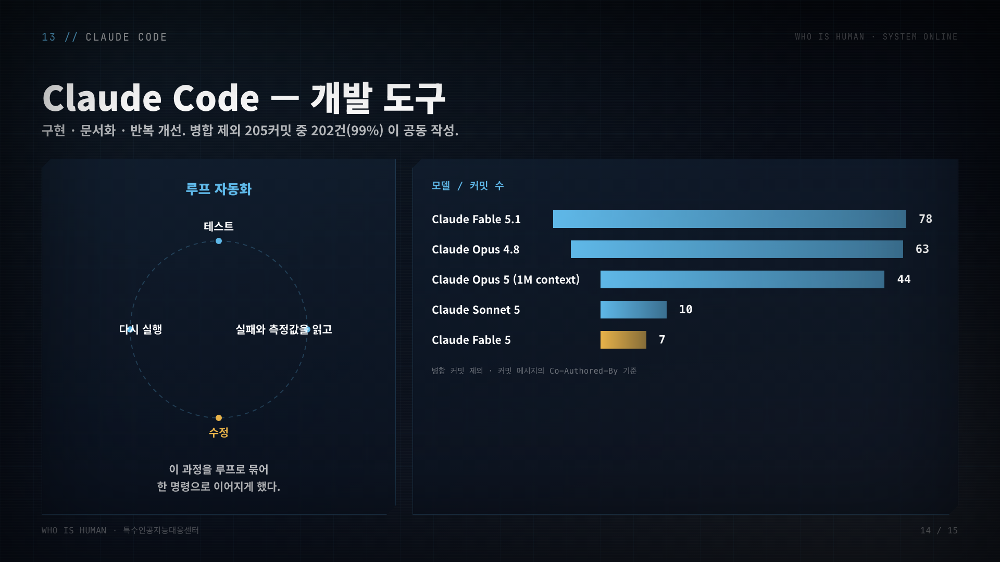 13 // CLAUDE CODE
WHO IS HUMAN · SYSTEM ONLINE
Claude Code — 개발 도구
구현 · 문서화 · 반복 개선. 병합 제외 205커밋 중 202건(99%) 이 공동 작성.
루프 자동화
테스트
다시 실행
실패와 측정값을 읽고
수정
이 과정을 루프로 묶어
한 명령으로 이어지게 했다.
모델 / 커밋 수
Claude Fable 5.1 78
Claude Opus 4.8 63
Claude Opus 5 (1M context) 44
Claude Sonnet 5 10
Claude Fable 5 7
병합 커밋 제외 · 커밋 메시지의 Co-Authored-By 기준
WHO IS HUMAN · 특수인공지능대응센터
14 / 15